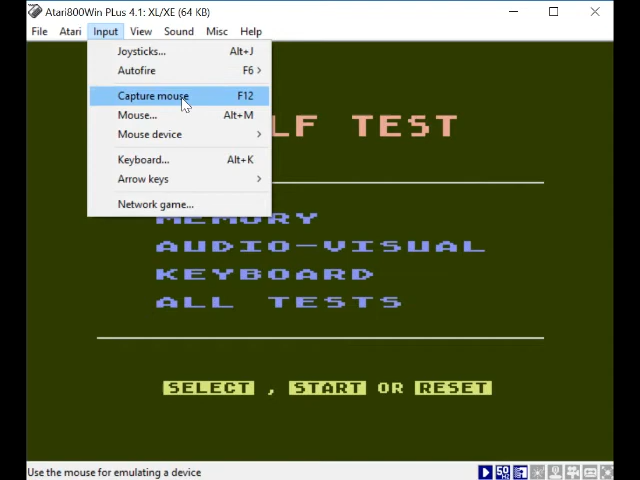 Atari800Win PLus 4.1: XL/XE (64 KB)
File Atari Input View Sound Misc Help
Joysticks... Alt+J
Autofire F6
Capture mouse F12
Mouse... Alt+M
Mouse device
Keyboard... Alt+K
Arrow keys
Network game...
LF TEST
MEMORY
AUDIO-VISUAL
KEYBOARD
ALL TESTS
SELECT , START OR RESET
Use the mouse for emulating a device